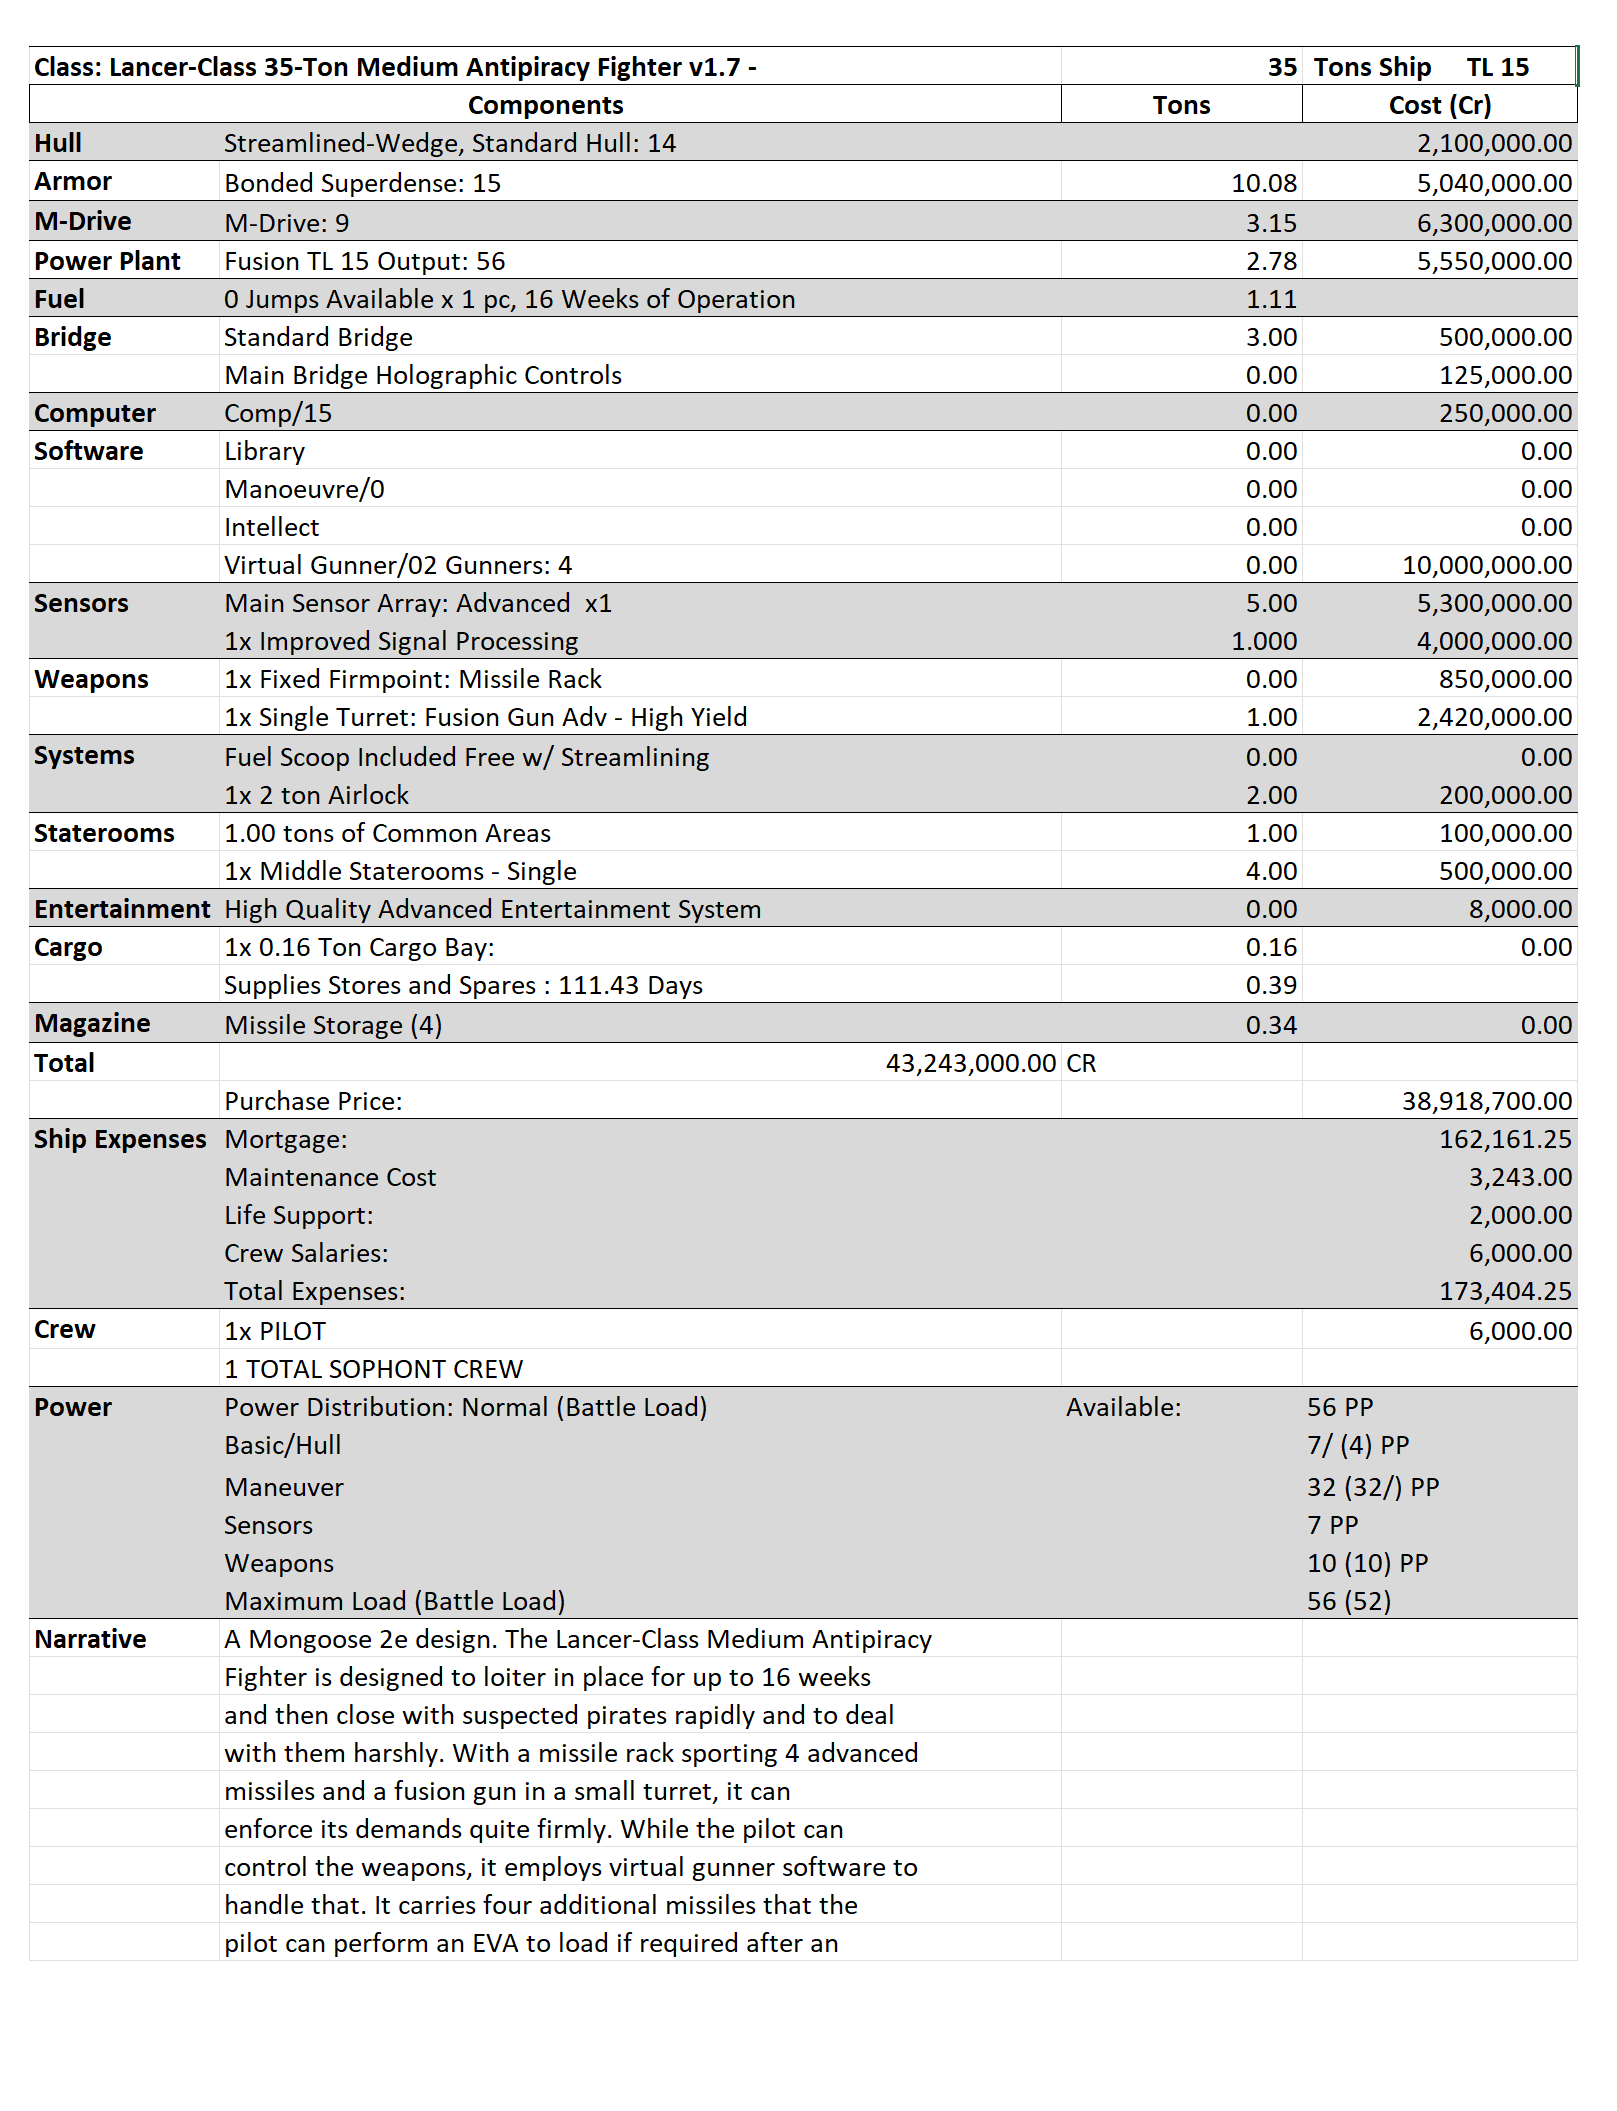 Class: Lancer-Class 35-Ton Medium Antipiracy Fighter v1.7 - 35 Tons Ship TL 15
Components Tons Cost (Cr)
Hull Streamlined-Wedge, Standard Hull: 14 2,100,000.00
Armor Bonded Superdense: 15 10.08 5,040,000.00
M-Drive M-Drive: 9 3.15 6,300,000.00
Power Plant Fusion TL 15 Output: 56 2.78 5,550,000.00
Fuel 0 Jumps Available x 1 pc, 16 Weeks of Operation 1.11
Bridge Standard Bridge 3.00 500,000.00
Main Bridge Holographic Controls 0.00 125,000.00
Computer Comp/15 0.00 250,000.00
Software Library 0.00 0.00
Manoeuvre/0 0.00 0.00
Intellect 0.00 0.00
Virtual Gunner/02 Gunners: 4 0.00 10,000,000.00
Sensors Main Sensor Array: Advanced x1 5.00 5,300,000.00
1x Improved Signal Processing 1.000 4,000,000.00
Weapons 1x Fixed Firmpoint: Missile Rack 0.00 850,000.00
1x Single Turret: Fusion Gun Adv - High Yield 1.00 2,420,000.00
Systems Fuel Scoop Included Free w/ Streamlining 0.00 0.00
1x 2 ton Airlock 2.00 200,000.00
Staterooms 1.00 tons of Common Areas 1.00 100,000.00
1x Middle Staterooms - Single 4.00 500,000.00
Entertainment High Quality Advanced Entertainment System 0.00 8,000.00
Cargo 1x 0.16 Ton Cargo Bay: 0.16 0.00
Supplies Stores and Spares : 111.43 Days 0.39
Magazine Missile Storage (4) 0.34 0.00
Total 43,243,000.00 CR
Purchase Price: 38,918,700.00
Ship Expenses Mortgage: 162,161.25
Maintenance Cost 3,243.00
Life Support: 2,000.00
Crew Salaries: 6,000.00
Total Expenses: 173,404.25
Crew 1x PILOT 6,000.00
1 TOTAL SOPHONT CREW
Power Power Distribution: Normal (Battle Load) Available: 56 PP
Basic/Hull 7/ (4) PP
Maneuver 32 (32/) PP
Sensors 7 PP
Weapons 10 (10) PP
Maximum Load (Battle Load) 56 (52)
Narrative A Mongoose 2e design. The Lancer-Class Medium Antipiracy
Fighter is designed to loiter in place for up to 16 weeks
and then close with suspected pirates rapidly and to deal
with them harshly. With a missile rack sporting 4 advanced
missiles and a fusion gun in a small turret, it can
enforce its demands quite firmly. While the pilot can
control the weapons, it employs virtual gunner software to
handle that. It carries four additional missiles that the
pilot can perform an EVA to load if required after an